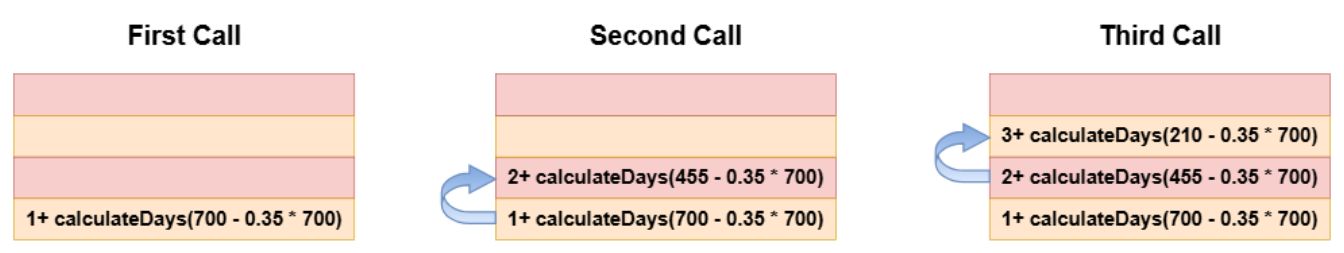 First Call
1+ calculateDays(700 - 0.35 * 700)
Second Call
2+ calculateDays(455 - 0.35 * 700)
1+ calculateDays(700 - 0.35 * 700)
Third Call
3+ calculateDays(210 - 0.35 * 700)
2+ calculateDays(455 - 0.35 * 700)
1+ calculateDays(700 - 0.35 * 700)